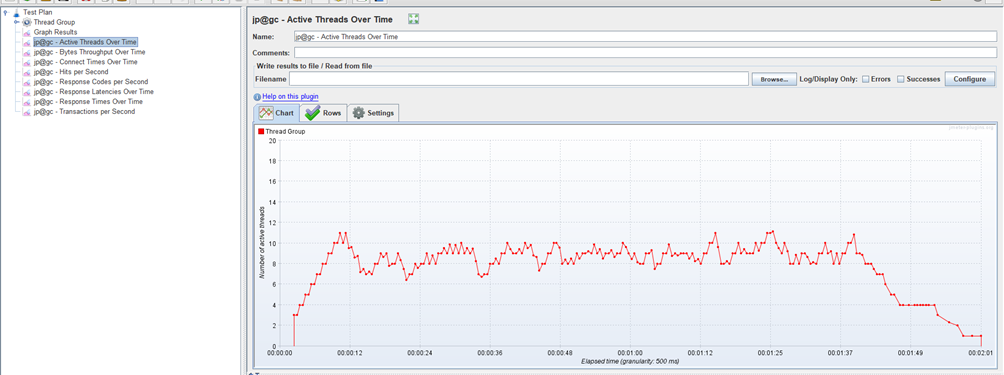 Test Plan
Thread Group
Graph Results
jp@gc - Active Threads Over Time
jp@gc - Bytes Throughput Over Time
jp@gc - Connect Times Over Time
jp@gc - Hits per Second
jp@gc - Response Codes per Second
jp@gc - Response Latencies Over Time
jp@gc - Response Times Over Time
jp@gc - Transactions per Second
jp@gc - Active Threads Over Time
Name: jp@gc - Active Threads Over Time
Comments:
Write results to file / Read from file
Filename Browse... Log/Display Only: Errors Successes Configure
Help on this plugin
Chart Rows Settings
Thread Group
20
18
16
14
12
10
8
6
4
2
0
Number of active threads
00:00:00 00:00:12 00:00:24 00:00:36 00:00:48 00:01:00 00:01:12 00:01:25 00:01:37 00:01:49 00:02:01
Elapsed time (granularity: 500 ms)